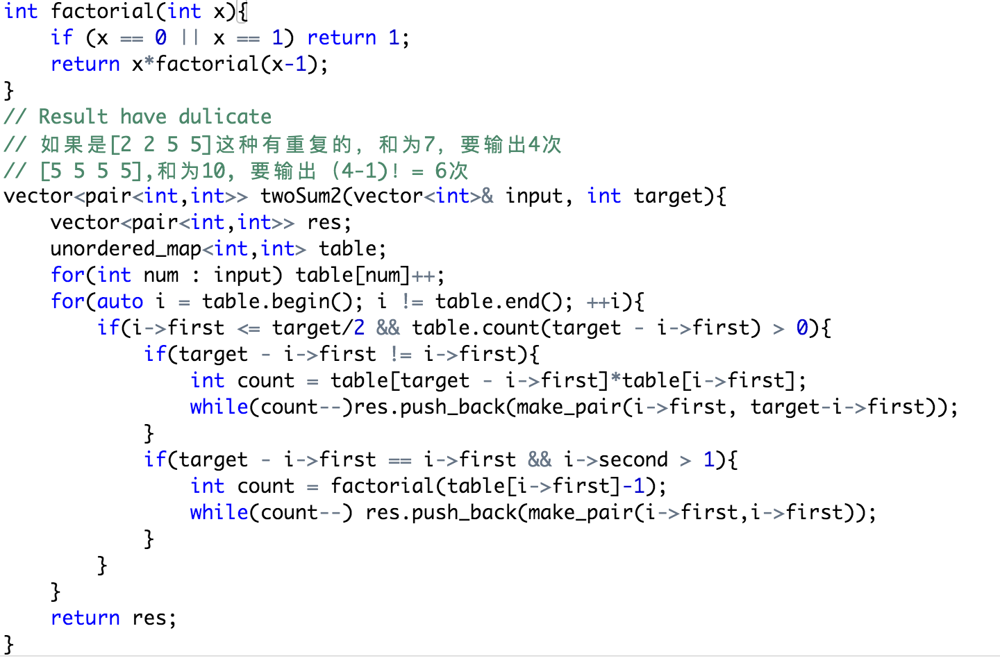 int factorial(int x){
    if (x == 0 || x == 1) return 1;
    return x*factorial(x-1);
}
// Result have dulicate
// 如果是[2 2 5 5]这种有重复的，和为7，要输出4次
// [5 5 5 5],和为10，要输出（4-1)! = 6次
vector<pair<int,int>> twoSum2(vector<int>& input, int target){
    vector<pair<int,int>> res;
    unordered_map<int,int> table;
    for(int num : input) table[num]++;
    for(auto i = table.begin(); i != table.end(); ++i){
        if(i->first <= target/2 && table.count(target - i->first) > 0){
            if(target - i->first != i->first){
                int count = table[target - i->first]*table[i->first];
                while(count--)res.push_back(make_pair(i->first, target-i->first));
            }
            if(target - i->first == i->first && i->second > 1){
                int count = factorial(table[i->first]-1);
                while(count--) res.push_back(make_pair(i->first,i->first));
            }
        }
    }
    return res;
}